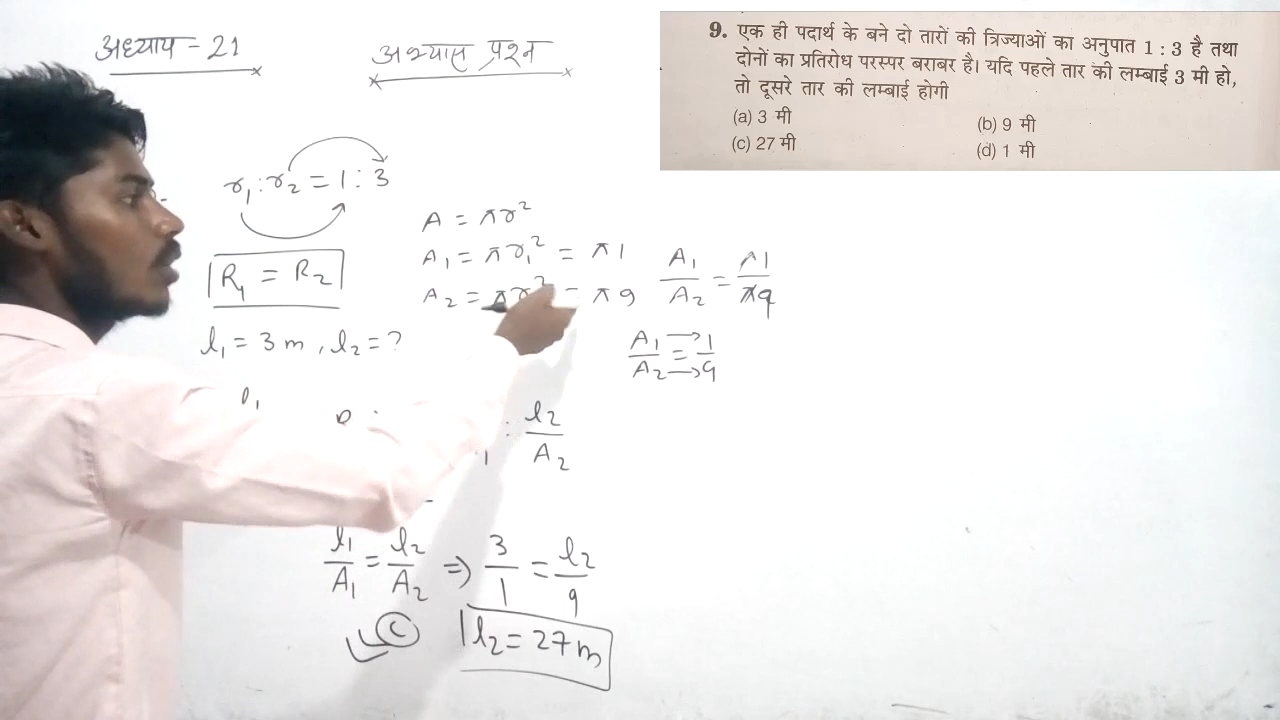 अध्याय - 21
अभ्यास प्रश्न
9. एक ही पदार्थ के बने दो तारों की त्रिज्याओं का अनुपात 1 : 3 है तथा
दोनों का प्रतिरोध परस्पर बराबर है। यदि पहले तार की लम्बाई 3 मी हो,
तो दूसरे तार की लम्बाई होगी
(a) 3 मी
(b) 9 मी
(c) 27 मी
(d) 1 मी
r₁ : r₂ = 1 : 3
R₁ = R₂
l₁ = 3 m , l₂ = ?
A = πr²
A₁ = πr₁² = π1
A₂ = πr² = π9
A₁/A₂ = π1/π9
A₁/A₂ = 1/9
l₂/A₂
l₁/A₁ = l₂/A₂ ⇒ 3/1 = l₂/9
(c) l₂ = 27 m